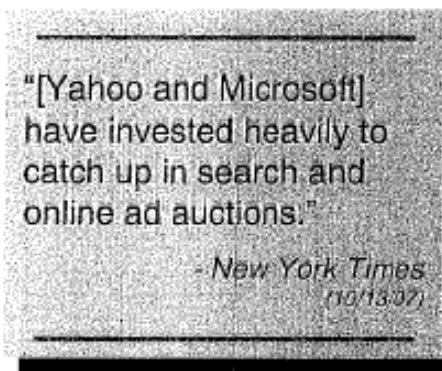 "[Yahoo and Microsoft]
have invested heavily to
catch up in search and
online ad auctions."
- New York Times
(10/13/07)